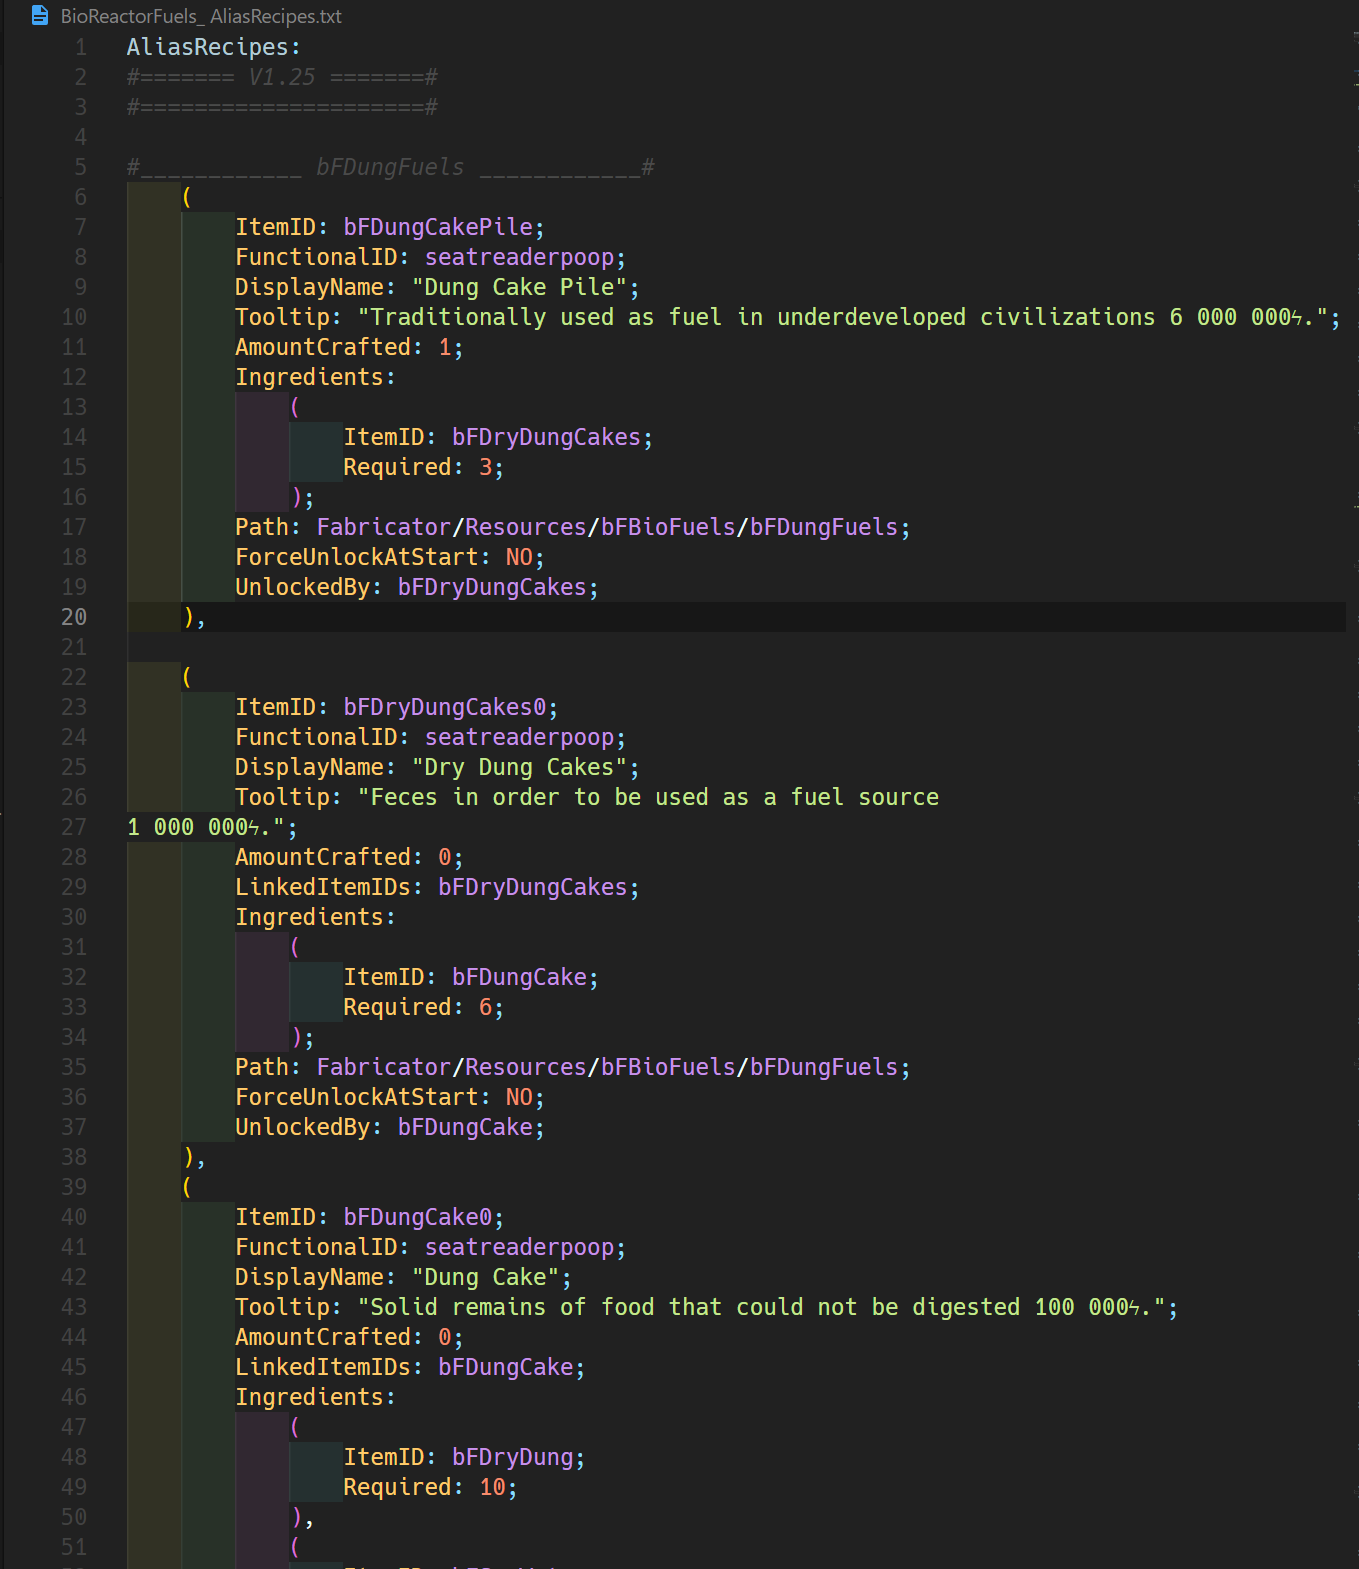 BioReactorFuels_ AliasRecipes.txt
1 AliasRecipes:
2 #======= V1.25 =======#
3 #=====================#
4
5 #____________ bFDungFuels ____________#
6 (
7 ItemID: bFDungCakePile;
8 FunctionalID: seatreaderpoop;
9 DisplayName: "Dung Cake Pile";
10 Tooltip: "Traditionally used as fuel in underdeveloped civilizations 6 000 000ϟ.";
11 AmountCrafted: 1;
12 Ingredients:
13 (
14 ItemID: bFDryDungCakes;
15 Required: 3;
16 );
17 Path: Fabricator/Resources/bFBioFuels/bFDungFuels;
18 ForceUnlockAtStart: NO;
19 UnlockedBy: bFDryDungCakes;
20 ),
21
22 (
23 ItemID: bFDryDungCakes0;
24 FunctionalID: seatreaderpoop;
25 DisplayName: "Dry Dung Cakes";
26 Tooltip: "Feces in order to be used as a fuel source
27 1 000 000ϟ.";
28 AmountCrafted: 0;
29 LinkedItemIDs: bFDryDungCakes;
30 Ingredients:
31 (
32 ItemID: bFDungCake;
33 Required: 6;
34 );
35 Path: Fabricator/Resources/bFBioFuels/bFDungFuels;
36 ForceUnlockAtStart: NO;
37 UnlockedBy: bFDungCake;
38 ),
39 (
40 ItemID: bFDungCake0;
41 FunctionalID: seatreaderpoop;
42 DisplayName: "Dung Cake";
43 Tooltip: "Solid remains of food that could not be digested 100 000ϟ.";
44 AmountCrafted: 0;
45 LinkedItemIDs: bFDungCake;
46 Ingredients:
47 (
48 ItemID: bFDryDung;
49 Required: 10;
50 ),
51 (